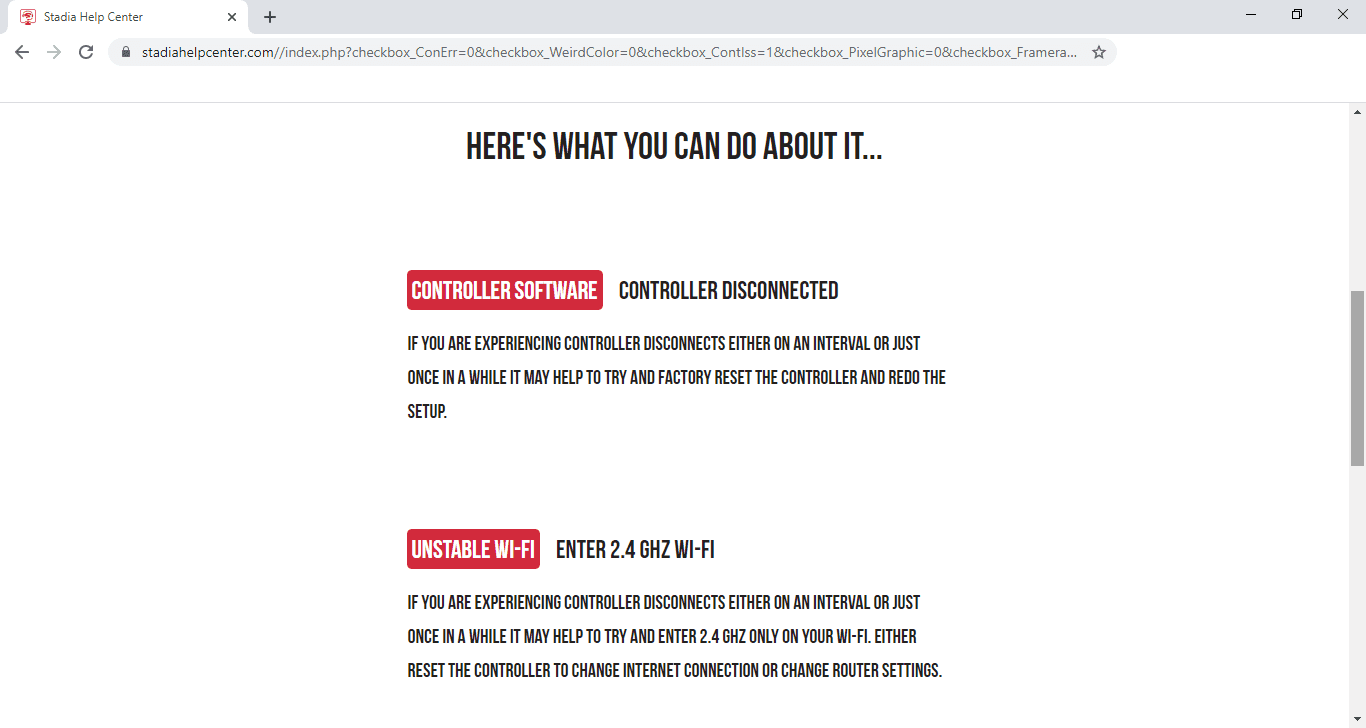 Stadia Help Center
stadiahelpcenter.com//index.php?checkbox_ConErr=0&checkbox_WeirdColor=0&checkbox_ContIss=1&checkbox_PixelGraphic=0&checkbox_Framera...
HERE'S WHAT YOU CAN DO ABOUT IT...
CONTROLLER SOFTWARE CONTROLLER DISCONNECTED
IF YOU ARE EXPERIENCING CONTROLLER DISCONNECTS EITHER ON AN INTERVAL OR JUST
ONCE IN A WHILE IT MAY HELP TO TRY AND FACTORY RESET THE CONTROLLER AND REDO THE
SETUP.
UNSTABLE WI-FI ENTER 2.4 GHZ WI-FI
IF YOU ARE EXPERIENCING CONTROLLER DISCONNECTS EITHER ON AN INTERVAL OR JUST
ONCE IN A WHILE IT MAY HELP TO TRY AND ENTER 2.4 GHZ ONLY ON YOUR WI-FI. EITHER
RESET THE CONTROLLER TO CHANGE INTERNET CONNECTION OR CHANGE ROUTER SETTINGS.